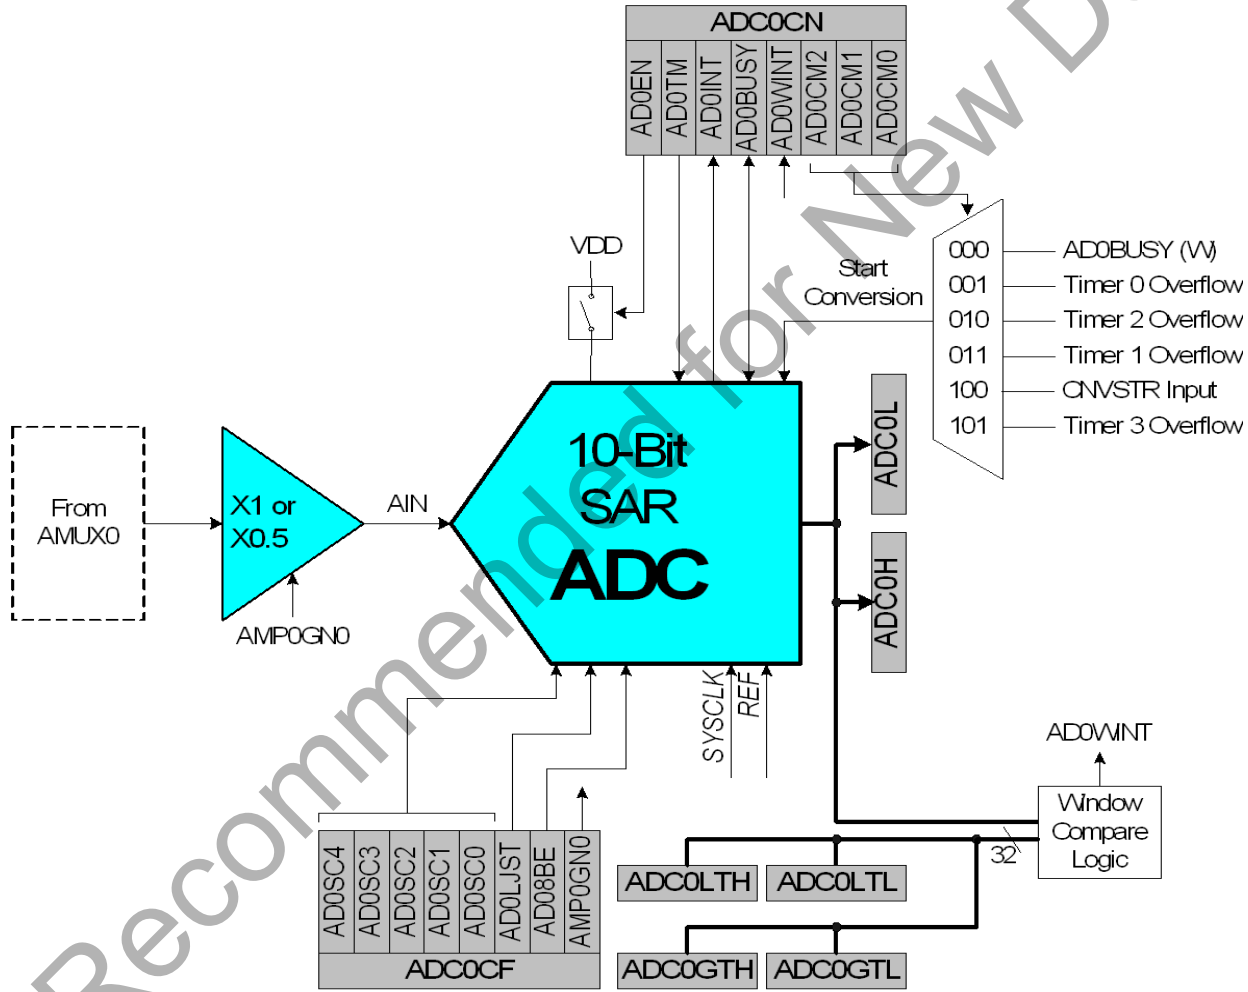 ADC0CN
AD0EN
AD0TM
AD0INT
AD0BUSY
AD0WINT
AD0CM2
AD0CM1
AD0CM0
VDD
Start
Conversion
000
AD0BUSY (W)
001
Timer 0 Overflow
010
Timer 2 Overflow
011
Timer 1 Overflow
100
CNVSTR Input
101
Timer 3 Overflow
From
AMUX0
X1 or
X0.5
AMP0GN0
AIN
10-Bit
SAR
ADC
ADC0L
ADC0H
SYSCLK
REF
AD0WINT
Window
Compare
Logic
32
AD0SC4
AD0SC3
AD0SC2
AD0SC1
AD0SC0
AD0LJST
AD08BE
AMP0GN0
ADC0CF
ADC0LTH
ADC0LTL
ADC0GTH
ADC0GTL
Recommended for New D